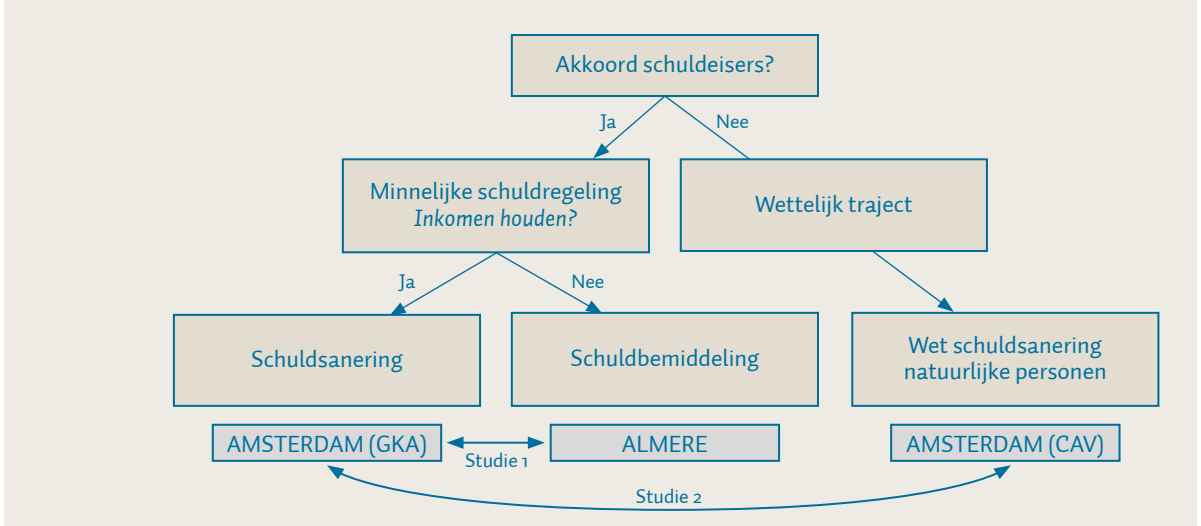 Akkoord schuldeisers?
Ja
Nee
Minnelijke schuldregeling
Inkomen houden?
Wettelijk traject
Ja
Nee
Schuldsanering
Schuldbemiddeling
Wet schuldsanering
natuurlijke personen
AMSTERDAM (GKA)
Studie 1
ALMERE
AMSTERDAM (CAV)
Studie 2